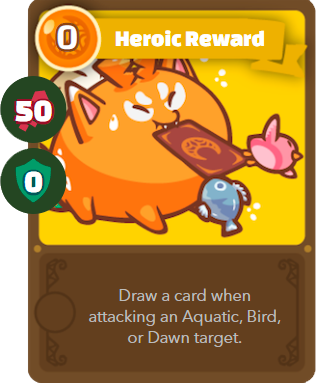 0
Heroic Reward
50
0
Draw a card when
attacking an Aquatic, Bird,
or Dawn target.